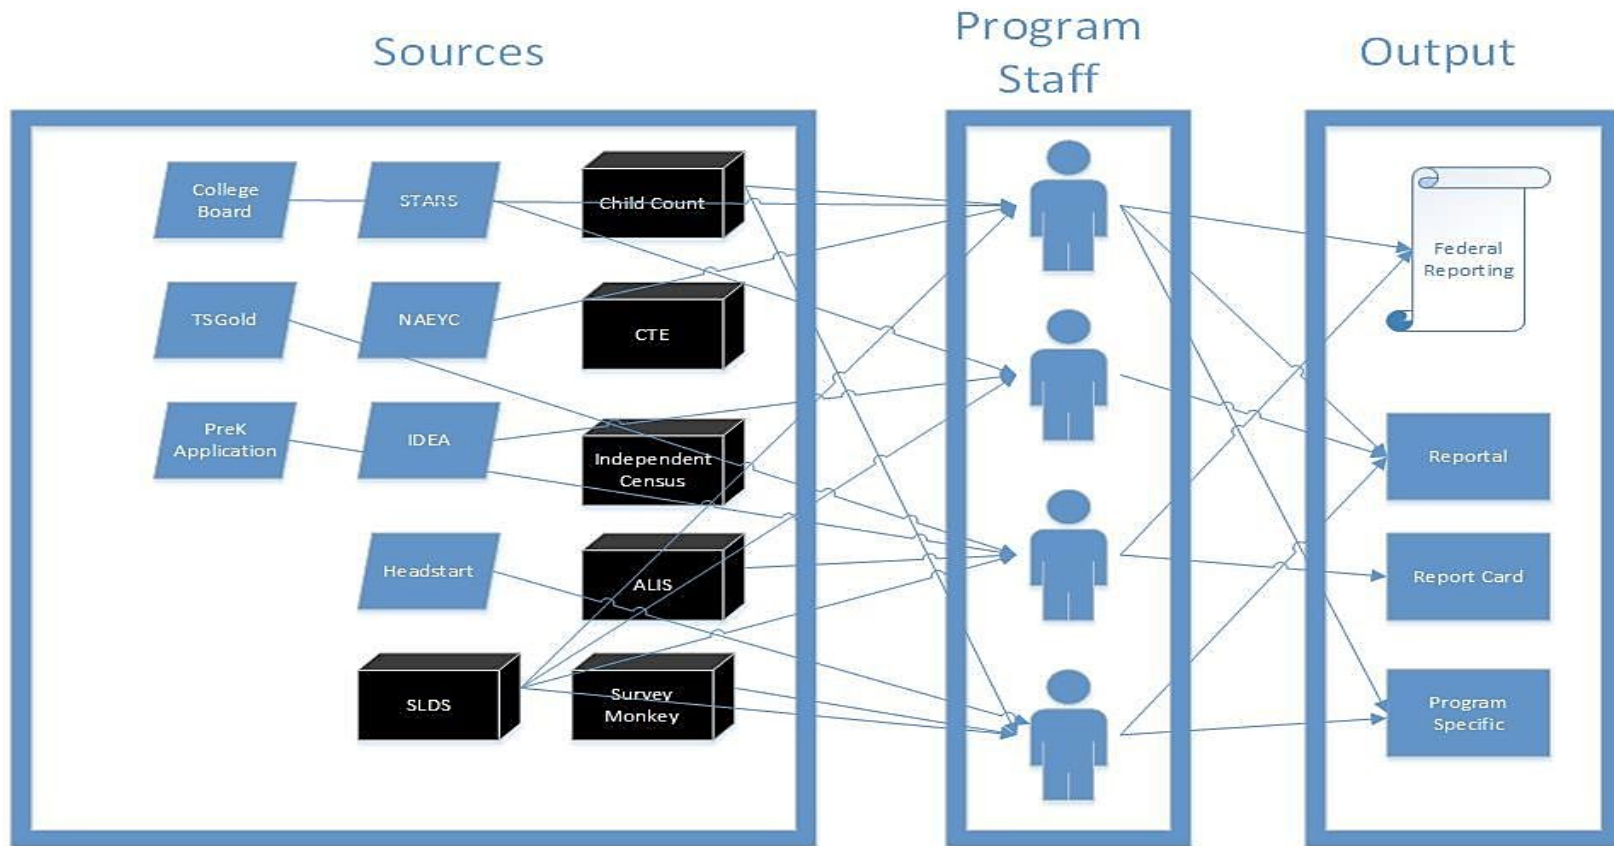 Sources
Program
Staff
Output
College
Board
STARS
Child Count
TSGold
NAEYC
CTE
PreK
Application
IDEA
Independent
Census
Headstart
ALIS
SLDS
Survey
Monkey
Federal
Reporting
Reportal
Report Card
Program
Specific